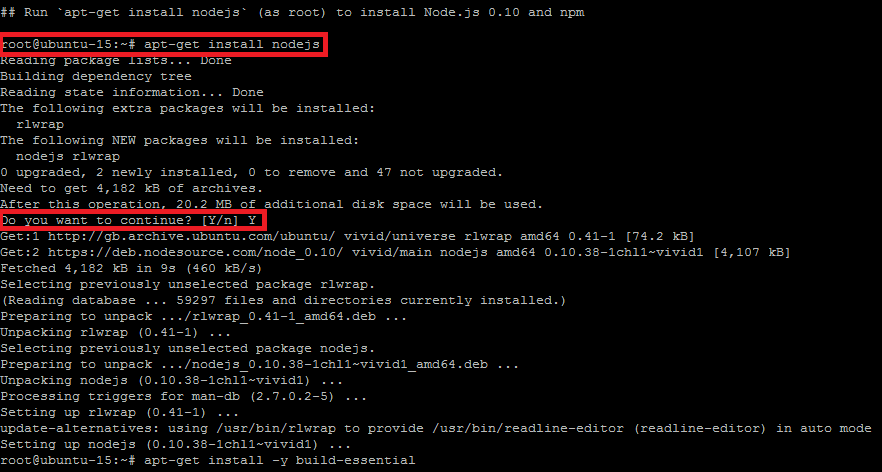 ## Run `apt-get install nodejs` (as root) to install Node.js 0.10 and npm
root@ubuntu-15:~# apt-get install nodejs
Reading package lists... Done
Building dependency tree
Reading state information... Done
The following extra packages will be installed:
  rlwrap
The following NEW packages will be installed:
  nodejs rlwrap
0 upgraded, 2 newly installed, 0 to remove and 47 not upgraded.
Need to get 4,182 kB of archives.
After this operation, 20.2 MB of additional disk space will be used.
Do you want to continue? [Y/n] Y
Get:1 http://gb.archive.ubuntu.com/ubuntu/ vivid/universe rlwrap amd64 0.41-1 [74.2 kB]
Get:2 https://deb.nodesource.com/node_0.10/ vivid/main nodejs amd64 0.10.38-1chl1~vivid1 [4,107 kB]
Fetched 4,182 kB in 9s (460 kB/s)
Selecting previously unselected package rlwrap.
(Reading database ... 59297 files and directories currently installed.)
Preparing to unpack .../rlwrap_0.41-1_amd64.deb ...
Unpacking rlwrap (0.41-1) ...
Selecting previously unselected package nodejs.
Preparing to unpack .../nodejs_0.10.38-1chl1~vivid1_amd64.deb ...
Unpacking nodejs (0.10.38-1chl1~vivid1) ...
Processing triggers for man-db (2.7.0.2-5) ...
Setting up rlwrap (0.41-1) ...
update-alternatives: using /usr/bin/rlwrap to provide /usr/bin/readline-editor (readline-editor) in auto mode
Setting up nodejs (0.10.38-1chl1~vivid1) ...
root@ubuntu-15:~# apt-get install -y build-essential